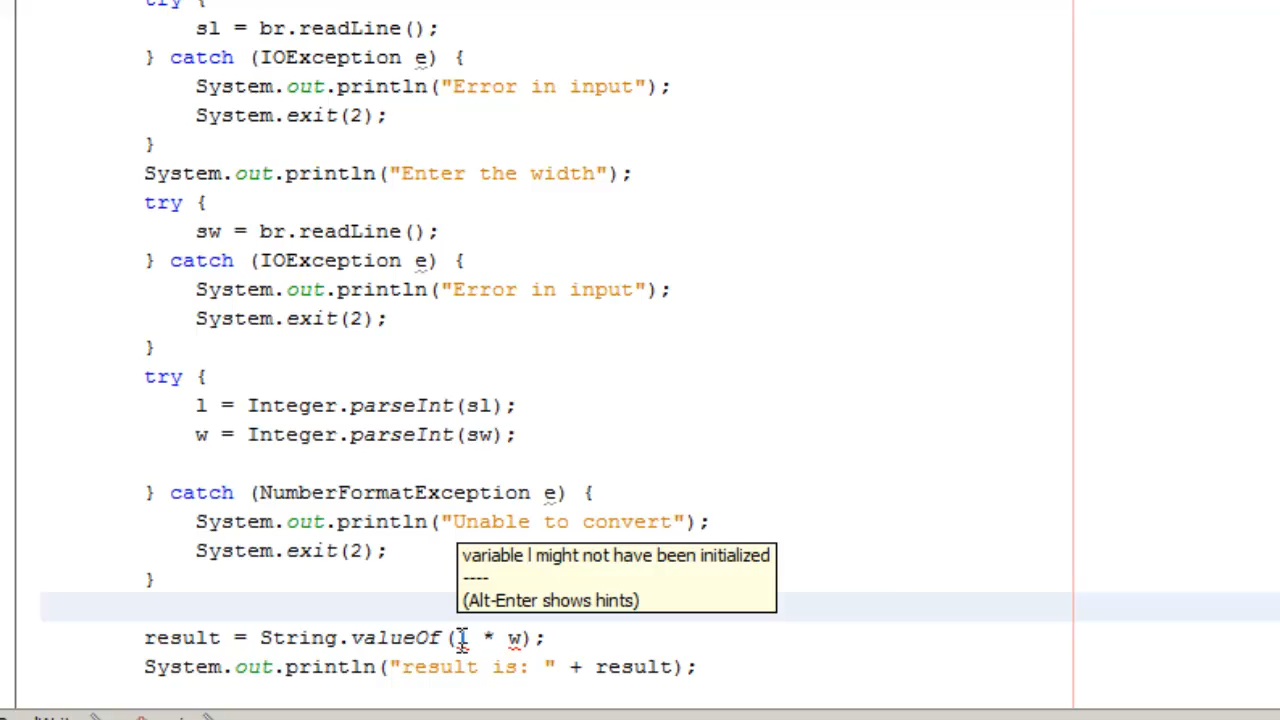 try {
sl = br.readLine();
} catch (IOException e) {
System.out.println("Error in input");
System.exit(2);
}
System.out.println("Enter the width");
try {
sw = br.readLine();
} catch (IOException e) {
System.out.println("Error in input");
System.exit(2);
}
try {
l = Integer.parseInt(sl);
w = Integer.parseInt(sw);
} catch (NumberFormatException e) {
System.out.println("Unable to convert");
System.exit(2);
}
variable l might not have been initialized
----
(Alt-Enter shows hints)
result = String.valueOf(l * w);
System.out.println("result is: " + result);